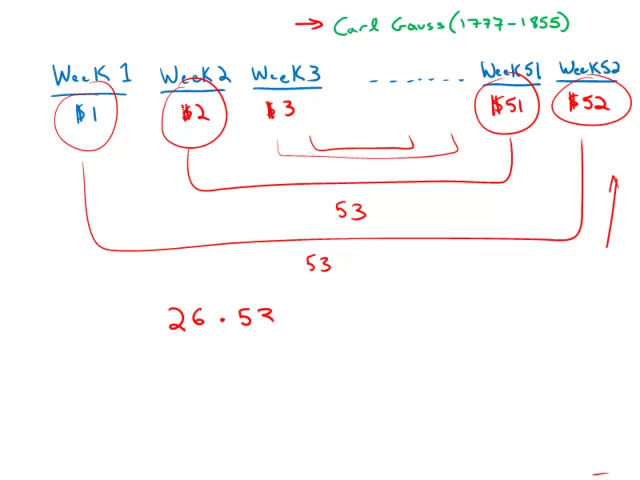 → Carl Gauss (1777-1855)
Week 1 Week 2 Week 3 ........ Week 51 Week 52
$1 $2 $3 $51 $52
53
53
26 · 53